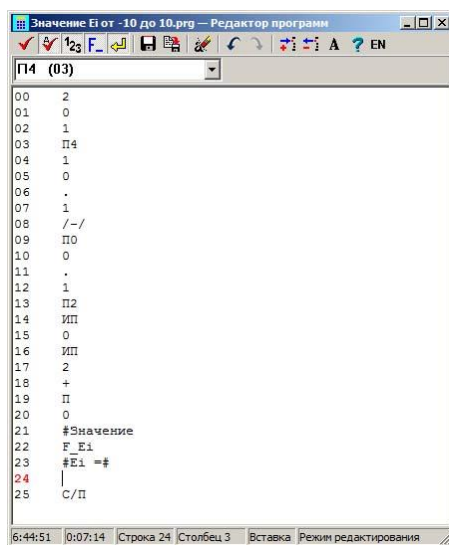 Значение Ei от -10 до 10.prg — Редактор программ
123 F_ A ? EN
П4 (03)
00 2
01 0
02 1
03 П4
04 1
05 0
06 .
07 1
08 /-/
09 П0
10 0
11 .
12 1
13 П2
14 ИП
15 0
16 ИП
17 2
18 +
19 П
20 0
21 #Значение
22 F_Ei
23 #Ei =#
24
25 С/П
6:44:51 0:07:14 Строка 24 Столбец 3 Вставка Режим редактирования